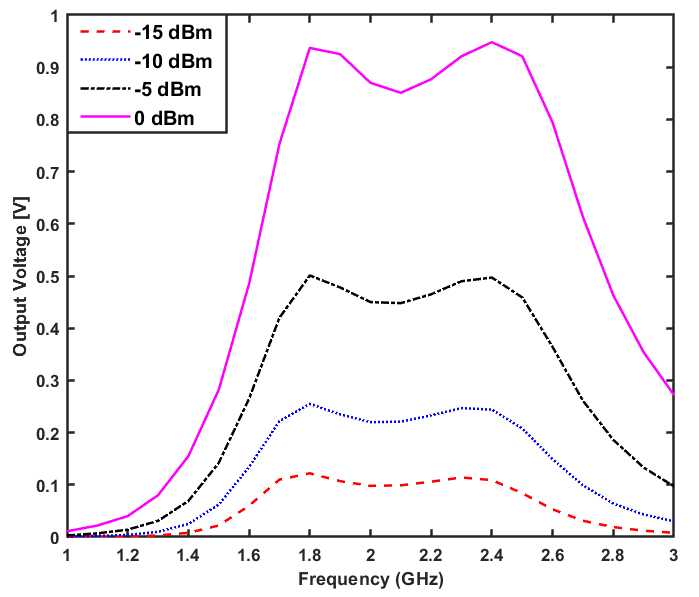 -15 dBm
-10 dBm
-5 dBm
0 dBm
1
0.9
0.8
0.7
0.6
0.5
0.4
0.3
0.2
0.1
0
Output Voltage [V]
1 1.2 1.4 1.6 1.8 2 2.2 2.4 2.6 2.8 3
Frequency (GHz)